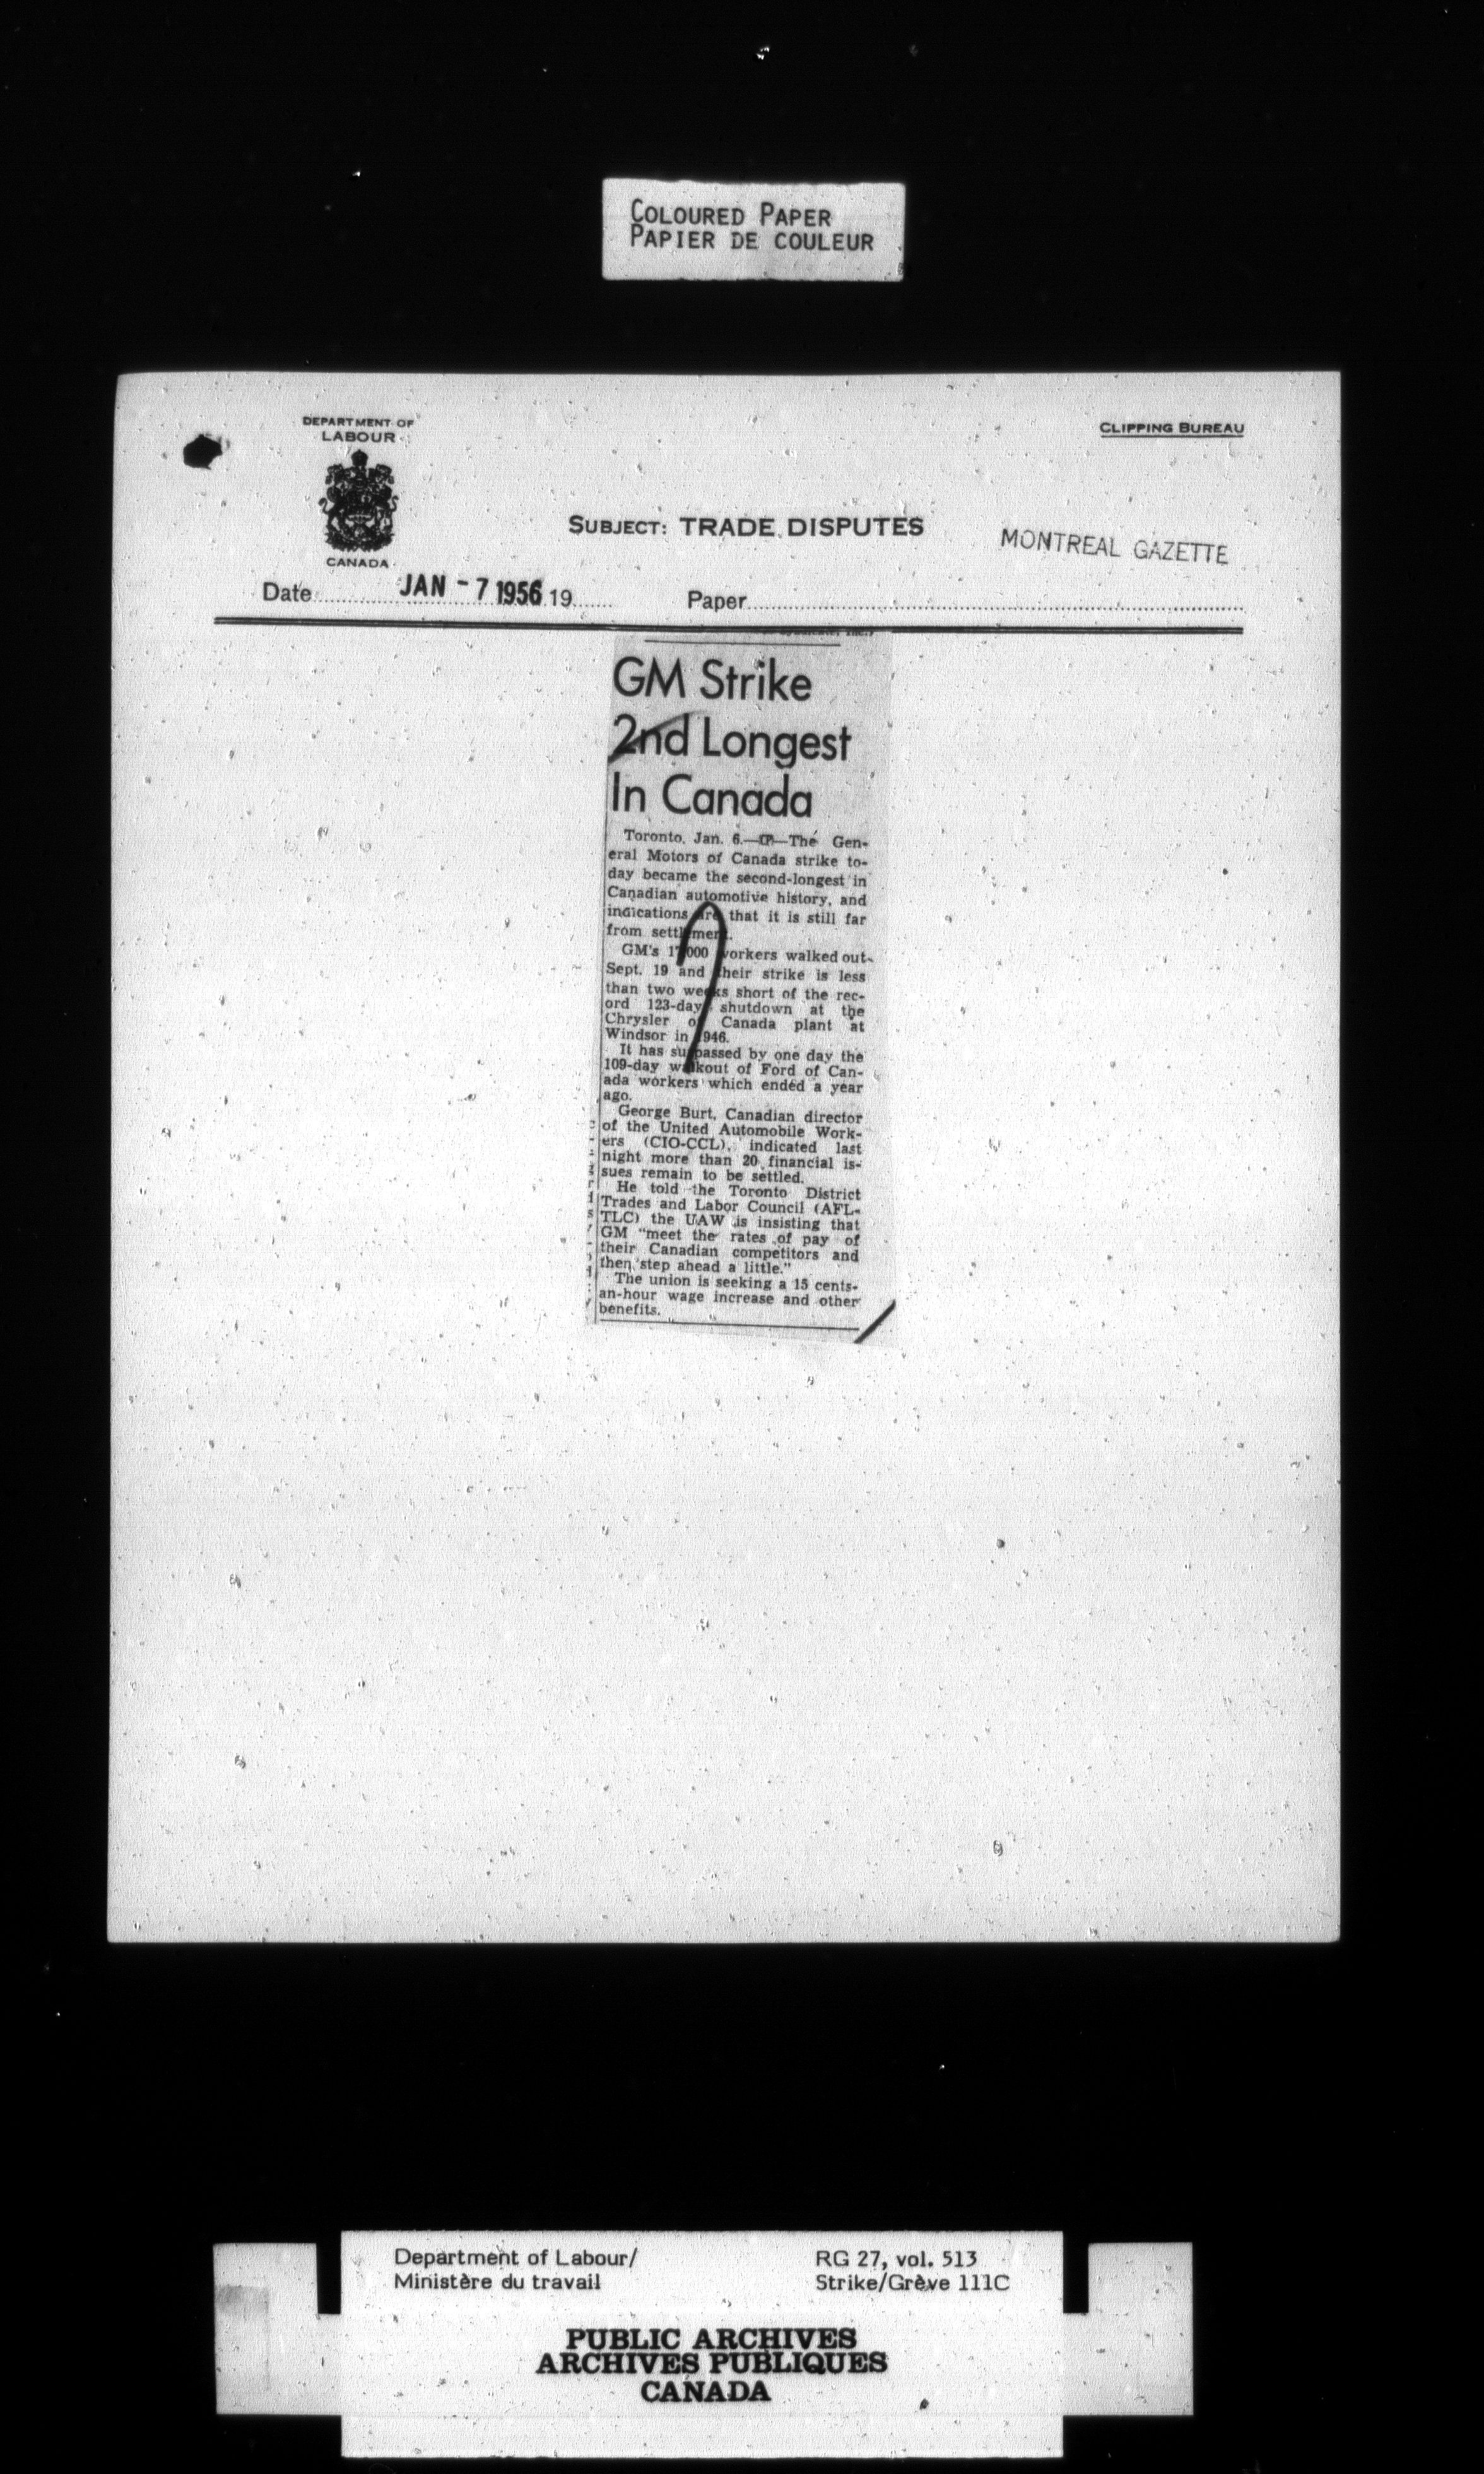 COLOURED PAPER
PAPIER DE COULEUR
DEPARTMENT OF
LABOUR
CANADA
CLIPPING BUREAU
SUBJECT: TRADE DISPUTES
MONTREAL GAZETTE
Date JAN - 7 1956 19
Paper
GM Strike
2nd Longest
In Canada
Toronto, Jan. 6.—CP—The Gen-
eral Motors of Canada strike to-
day became the second-longest in
Canadian automotive history, and
indications are that it is still far
from settlement.
GM's 17,000 workers walked out
Sept. 19 and their strike is less
than two weeks short of the rec-
ord 123-day shutdown at the
Chrysler of Canada plant at
Windsor in 1946.
It has surpassed by one day the
109-day walkout of Ford of Can-
ada workers which ended a year
ago.
George Burt, Canadian director
of the United Automobile Work-
ers (CIO-CCL), indicated last
night more than 20 financial is-
sues remain to be settled.
He told the Toronto District
Trades and Labor Council (AFL-
TLC) the UAW is insisting that
GM "meet the rates of pay of
their Canadian competitors and
then step ahead a little."
The union is seeking a 15 cents-
an-hour wage increase and other
benefits.
Department of Labour/
Ministère du travail
RG 27, vol. 513
Strike/Grève 111C
PUBLIC ARCHIVES
ARCHIVES PUBLIQUES
CANADA